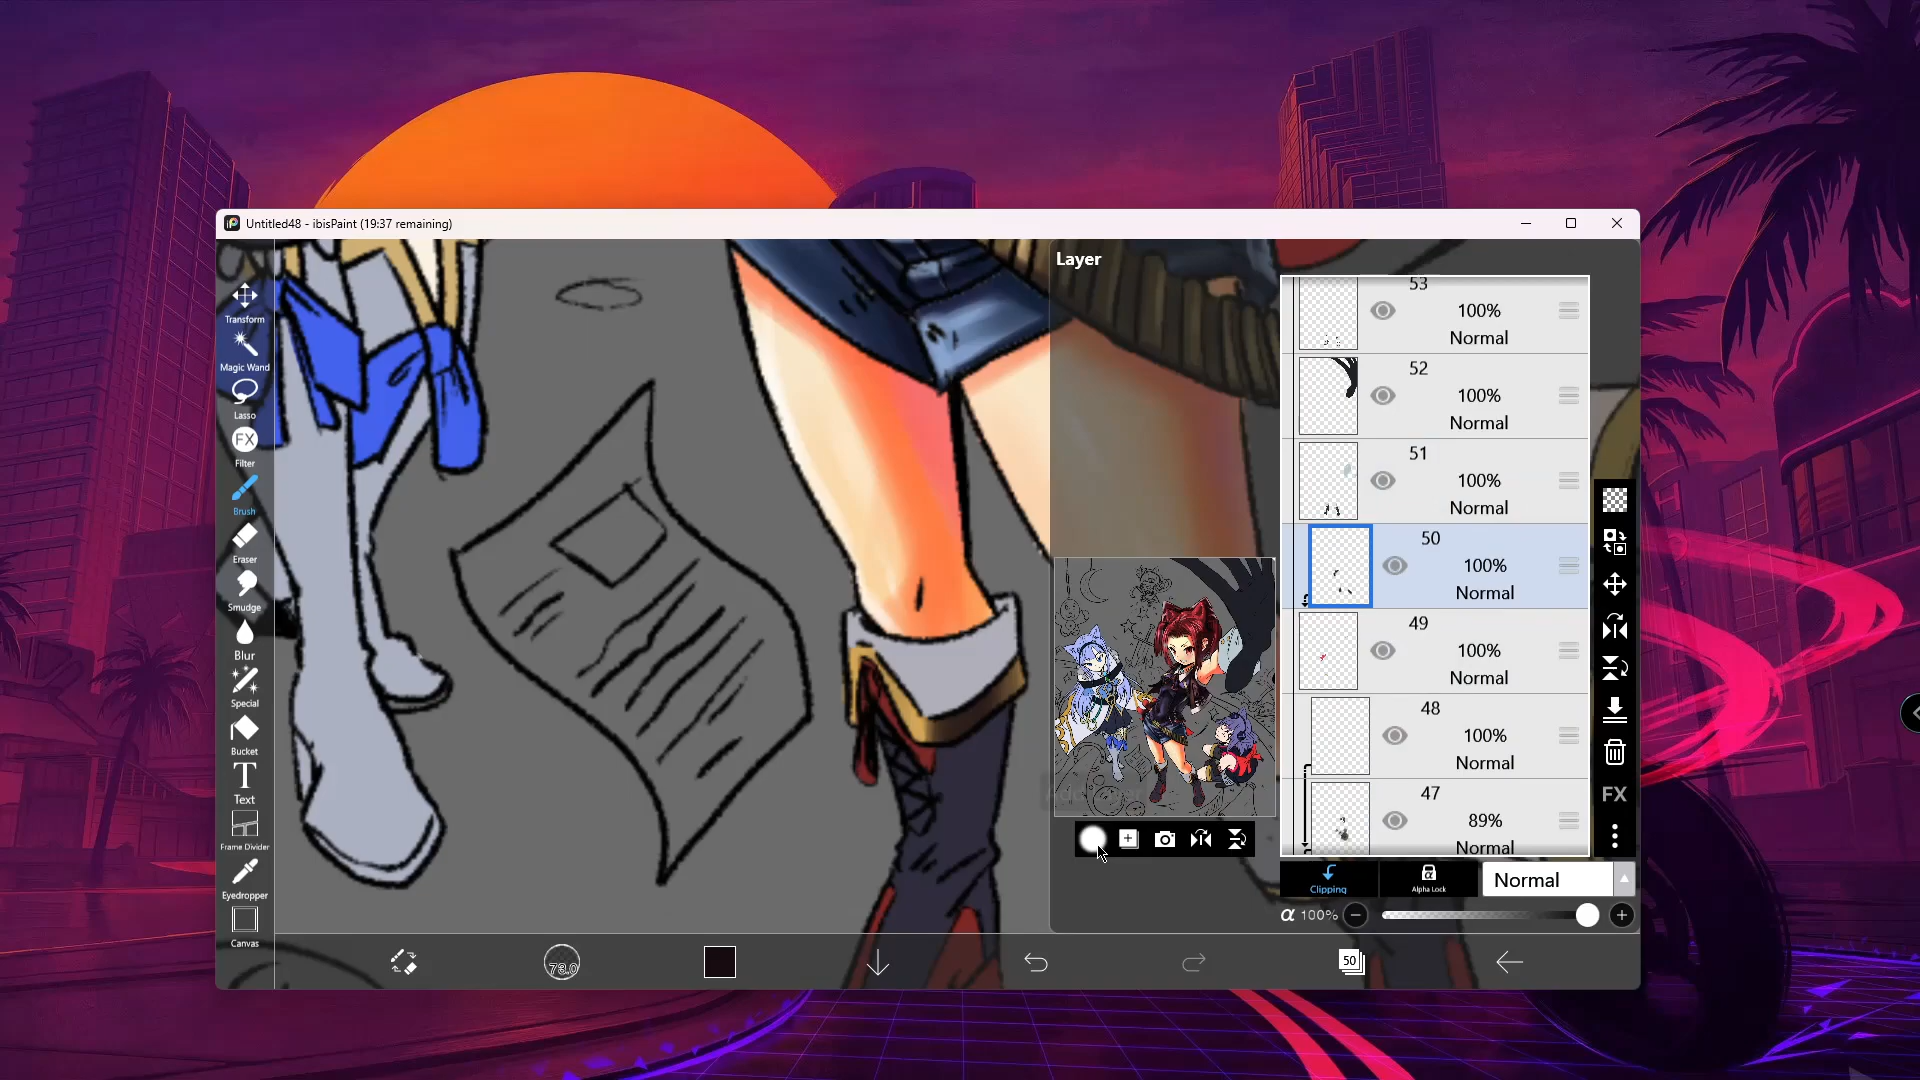 Untitled48 - ibisPaint (19:37 remaining)
Layer
Transform
Magic Wand
Lasso
FX
Filter
Brush
Eraser
Smudge
Blur
Special
Bucket
T
Text
Frame Divider
Eyedropper
Canvas
53
100%
Normal
52
100%
Normal
51
100%
Normal
50
100%
Normal
49
100%
Normal
48
100%
Normal
47
89%
Normal
FX
Clipping
Alpha Lock
Normal
α 100%
73.0
50